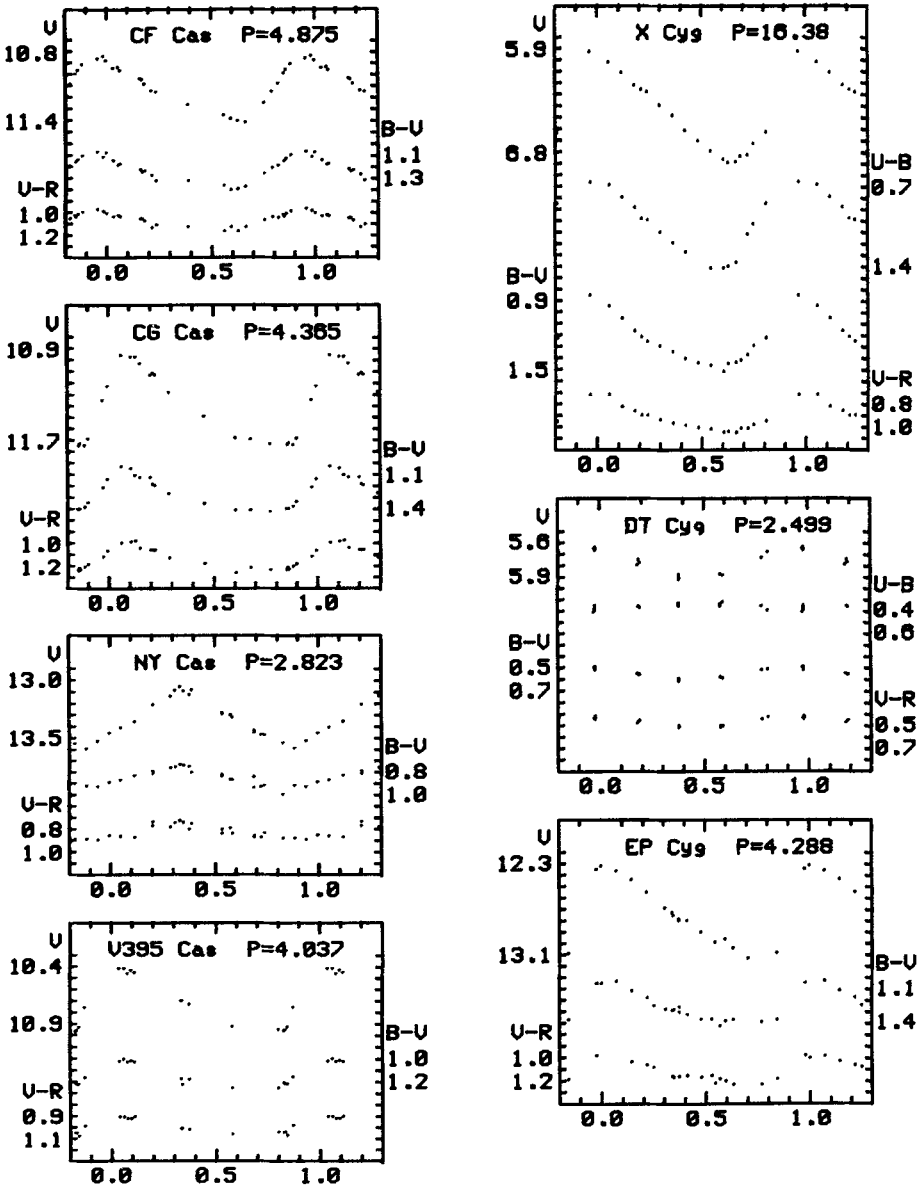 CF Cas P=4.875
V
10.8
11.4
B-V
1.1
1.3
V-R
1.0
1.2
0.0 0.5 1.0
CG Cas P=4.365
V
10.9
11.7
B-V
1.1
1.4
V-R
1.0
1.2
0.0 0.5 1.0
NY Cas P=2.823
V
13.0
13.5
B-V
0.8
1.0
V-R
0.8
1.0
0.0 0.5 1.0
V395 Cas P=4.037
V
10.4
10.9
B-V
1.0
1.2
V-R
0.9
1.1
0.0 0.5 1.0
X Cyg P=16.38
V
5.9
6.8
U-B
0.7
1.4
B-V
0.9
1.5
V-R
0.8
1.0
0.0 0.5 1.0
DT Cyg P=2.499
V
5.6
5.9
U-B
0.4
0.6
B-V
0.5
0.7
V-R
0.5
0.7
0.0 0.5 1.0
EP Cyg P=4.288
V
12.3
13.1
B-V
1.1
1.4
V-R
1.0
1.2
0.0 0.5 1.0